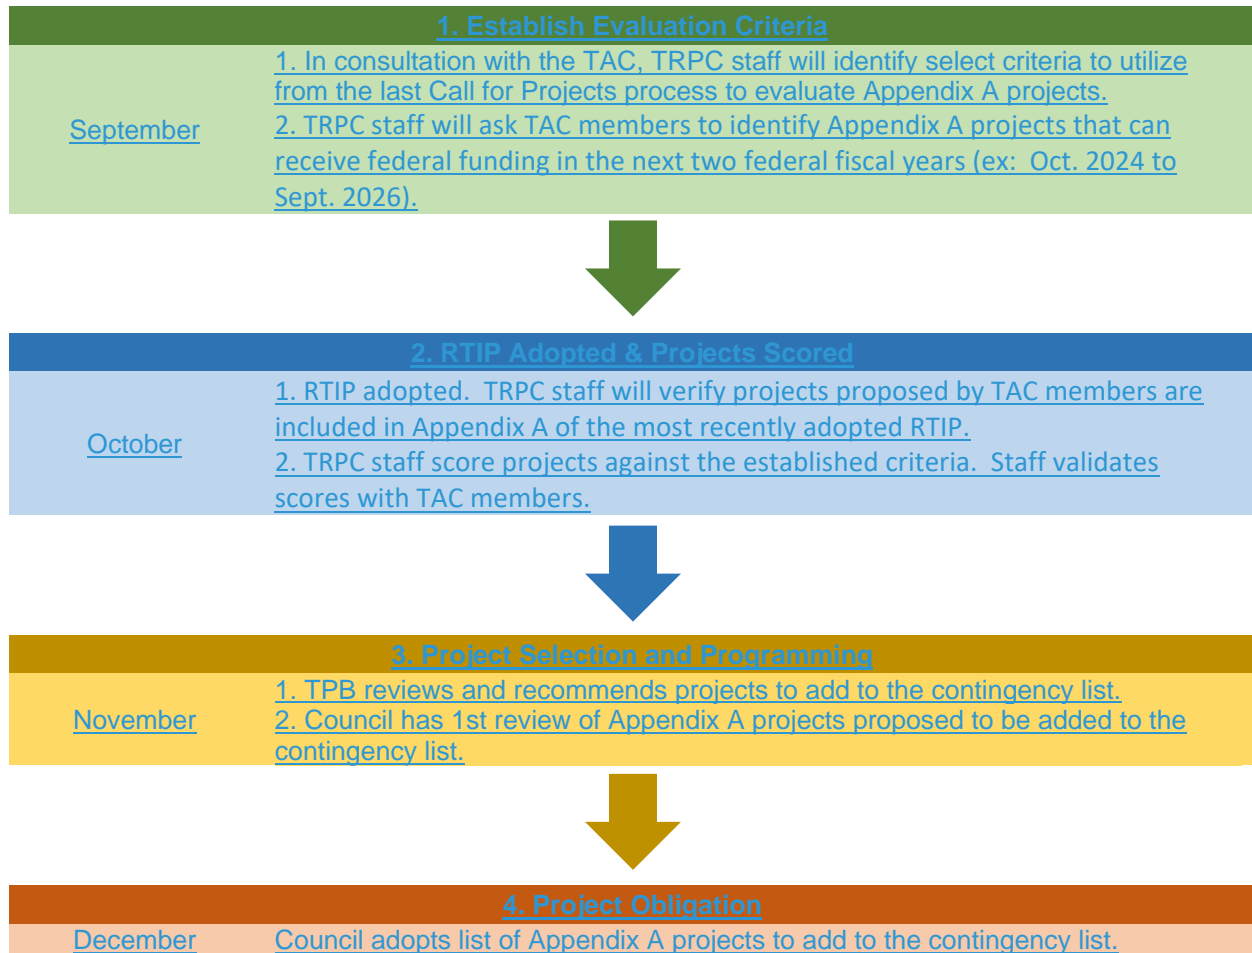 1. Establish Evaluation Criteria
September
1. In consultation with the TAC, TRPC staff will identify select criteria to utilize
from the last Call for Projects process to evaluate Appendix A projects.
2. TRPC staff will ask TAC members to identify Appendix A projects that can
receive federal funding in the next two federal fiscal years (ex:  Oct. 2024 to
Sept. 2026).
2. RTIP Adopted & Projects Scored
October
1. RTIP adopted.  TRPC staff will verify projects proposed by TAC members are
included in Appendix A of the most recently adopted RTIP.
2. TRPC staff score projects against the established criteria.  Staff validates
scores with TAC members.
3. Project Selection and Programming
November
1. TPB reviews and recommends projects to add to the contingency list.
2. Council has 1st review of Appendix A projects proposed to be added to the
contingency list.
4. Project Obligation
December
Council adopts list of Appendix A projects to add to the contingency list.